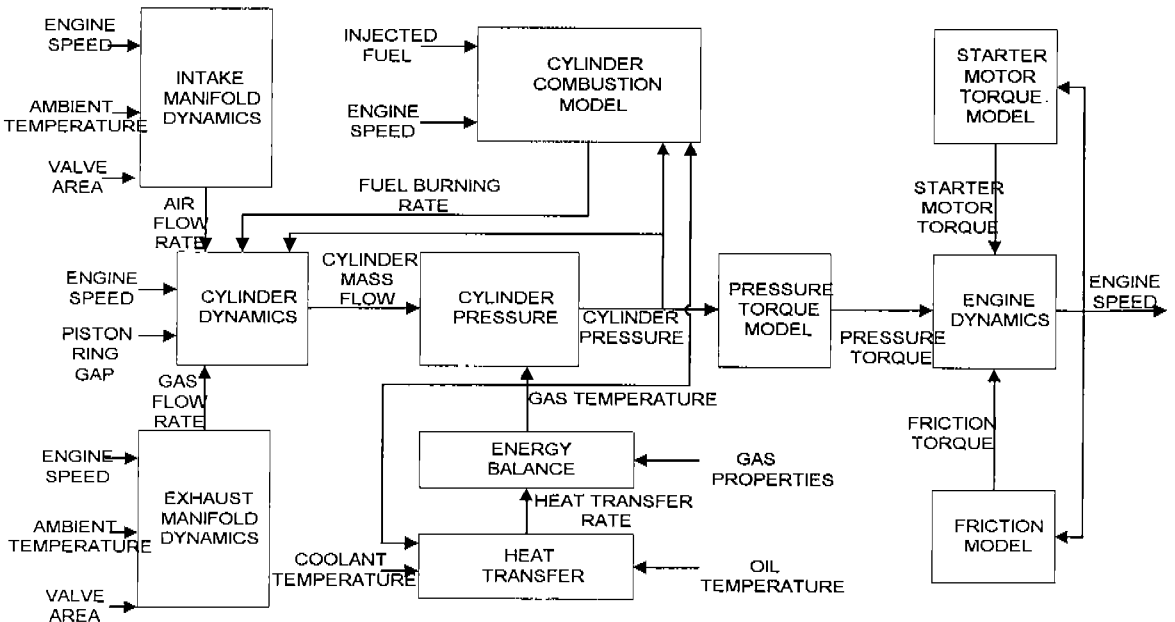 ENGINE
SPEED
AMBIENT
TEMPERATURE
VALVE
AREA
INTAKE
MANIFOLD
DYNAMICS
INJECTED
FUEL
ENGINE
SPEED
CYLINDER
COMBUSTION
MODEL
STARTER
MOTOR
TORQUE
MODEL
AIR
FLOW
RATE
FUEL BURNING
RATE
STARTER
MOTOR
TORQUE
ENGINE
SPEED
PISTON
RING
GAP
CYLINDER
DYNAMICS
CYLINDER
MASS
FLOW
CYLINDER
PRESSURE
CYLINDER
PRESSURE
PRESSURE
TORQUE
MODEL
PRESSURE
TORQUE
ENGINE
DYNAMICS
ENGINE
SPEED
GAS
FLOW
RATE
GAS TEMPERATURE
FRICTION
TORQUE
ENGINE
SPEED
AMBIENT
TEMPERATURE
VALVE
AREA
EXHAUST
MANIFOLD
DYNAMICS
ENERGY
BALANCE
GAS
PROPERTIES
HEAT TRANSFER
RATE
COOLANT
TEMPERATURE
HEAT
TRANSFER
OIL
TEMPERATURE
FRICTION
MODEL